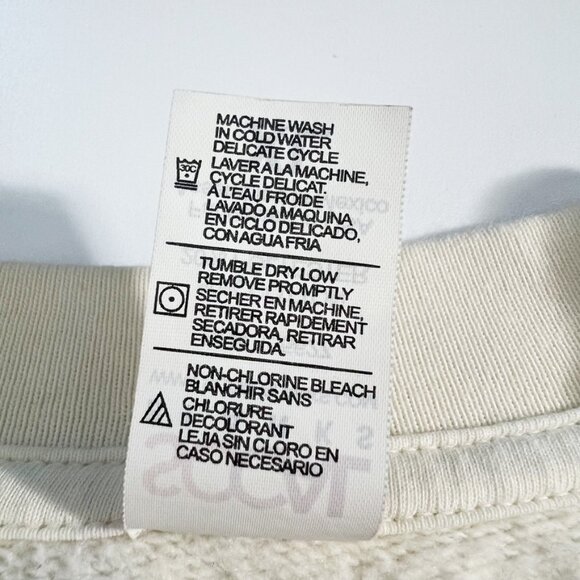 MACHINE WASH
IN COLD WATER
DELICATE CYCLE
30C
LAVER A LA MACHINE,
CYCLE DELICAT.
À L'EAU FROIDE
LAVADO A MAQUINA
EN CICLO DELICADO,
CON AGUA FRIA
TUMBLE DRY LOW
REMOVE PROMPTLY
SECHER EN MACHINE,
RETIRER RAPIDEMENT
SECADORA, RETIRAR
ENSEGUIDA.
NON-CHLORINE BLEACH
BLANCHIR SANS
CHLORURE
DECOLORANT
LEJIA SIN CLORO EN
CASO NECESARIO